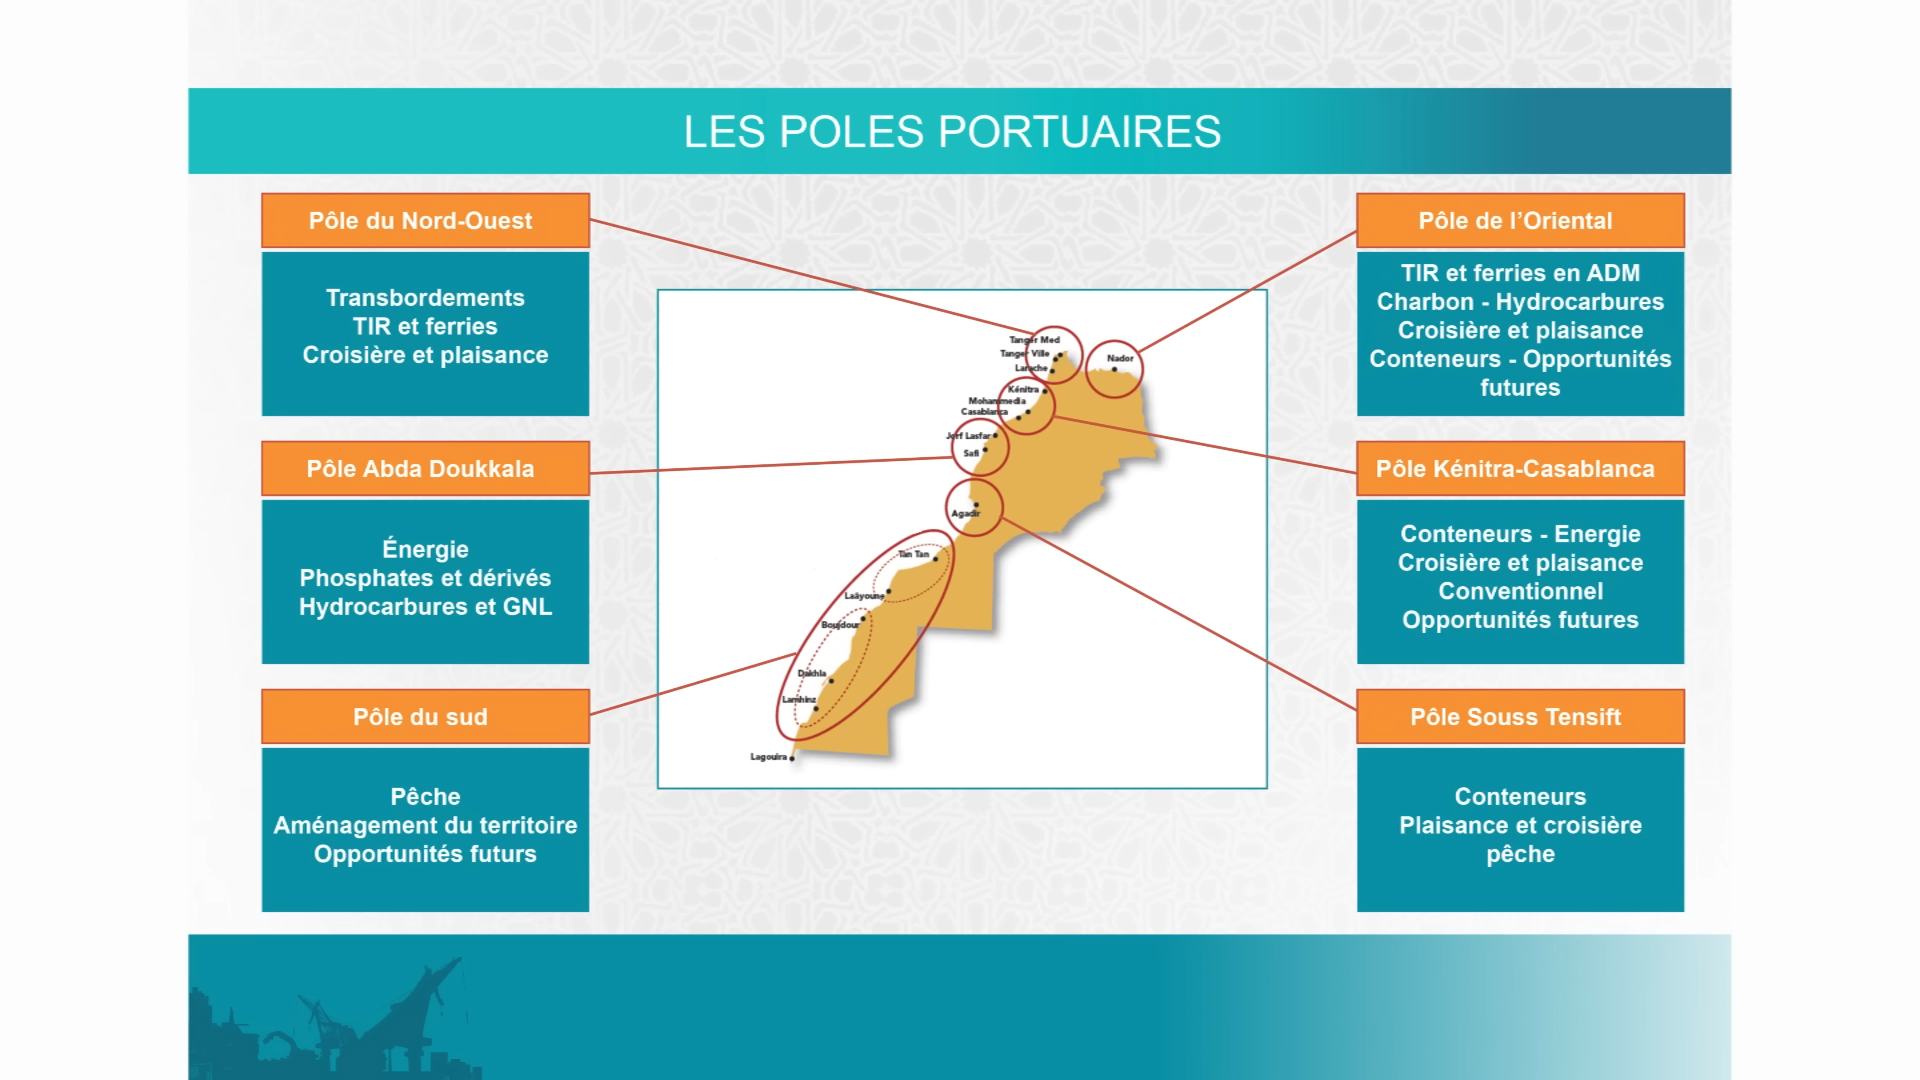 LES POLES PORTUAIRES
Pôle du Nord-Ouest
Transbordements
TIR et ferries
Croisière et plaisance
Pôle Abda Doukkala
Énergie
Phosphates et dérivés
Hydrocarbures et GNL
Pôle du sud
Pêche
Aménagement du territoire
Opportunités futurs
Tanger Med
Tanger Ville
Larache
Nador
Kénitra
Mohammedia
Casablanca
Jorf Lasfar
Safi
Agadir
Tan Tan
Laâyoune
Boujdour
Dakhla
Lamhiriz
Lagouira
Pôle de l’Oriental
TIR et ferries en ADM
Charbon - Hydrocarbures
Croisière et plaisance
Conteneurs - Opportunités
futures
Pôle Kénitra-Casablanca
Conteneurs - Energie
Croisière et plaisance
Conventionnel
Opportunités futures
Pôle Souss Tensift
Conteneurs
Plaisance et croisière
pêche